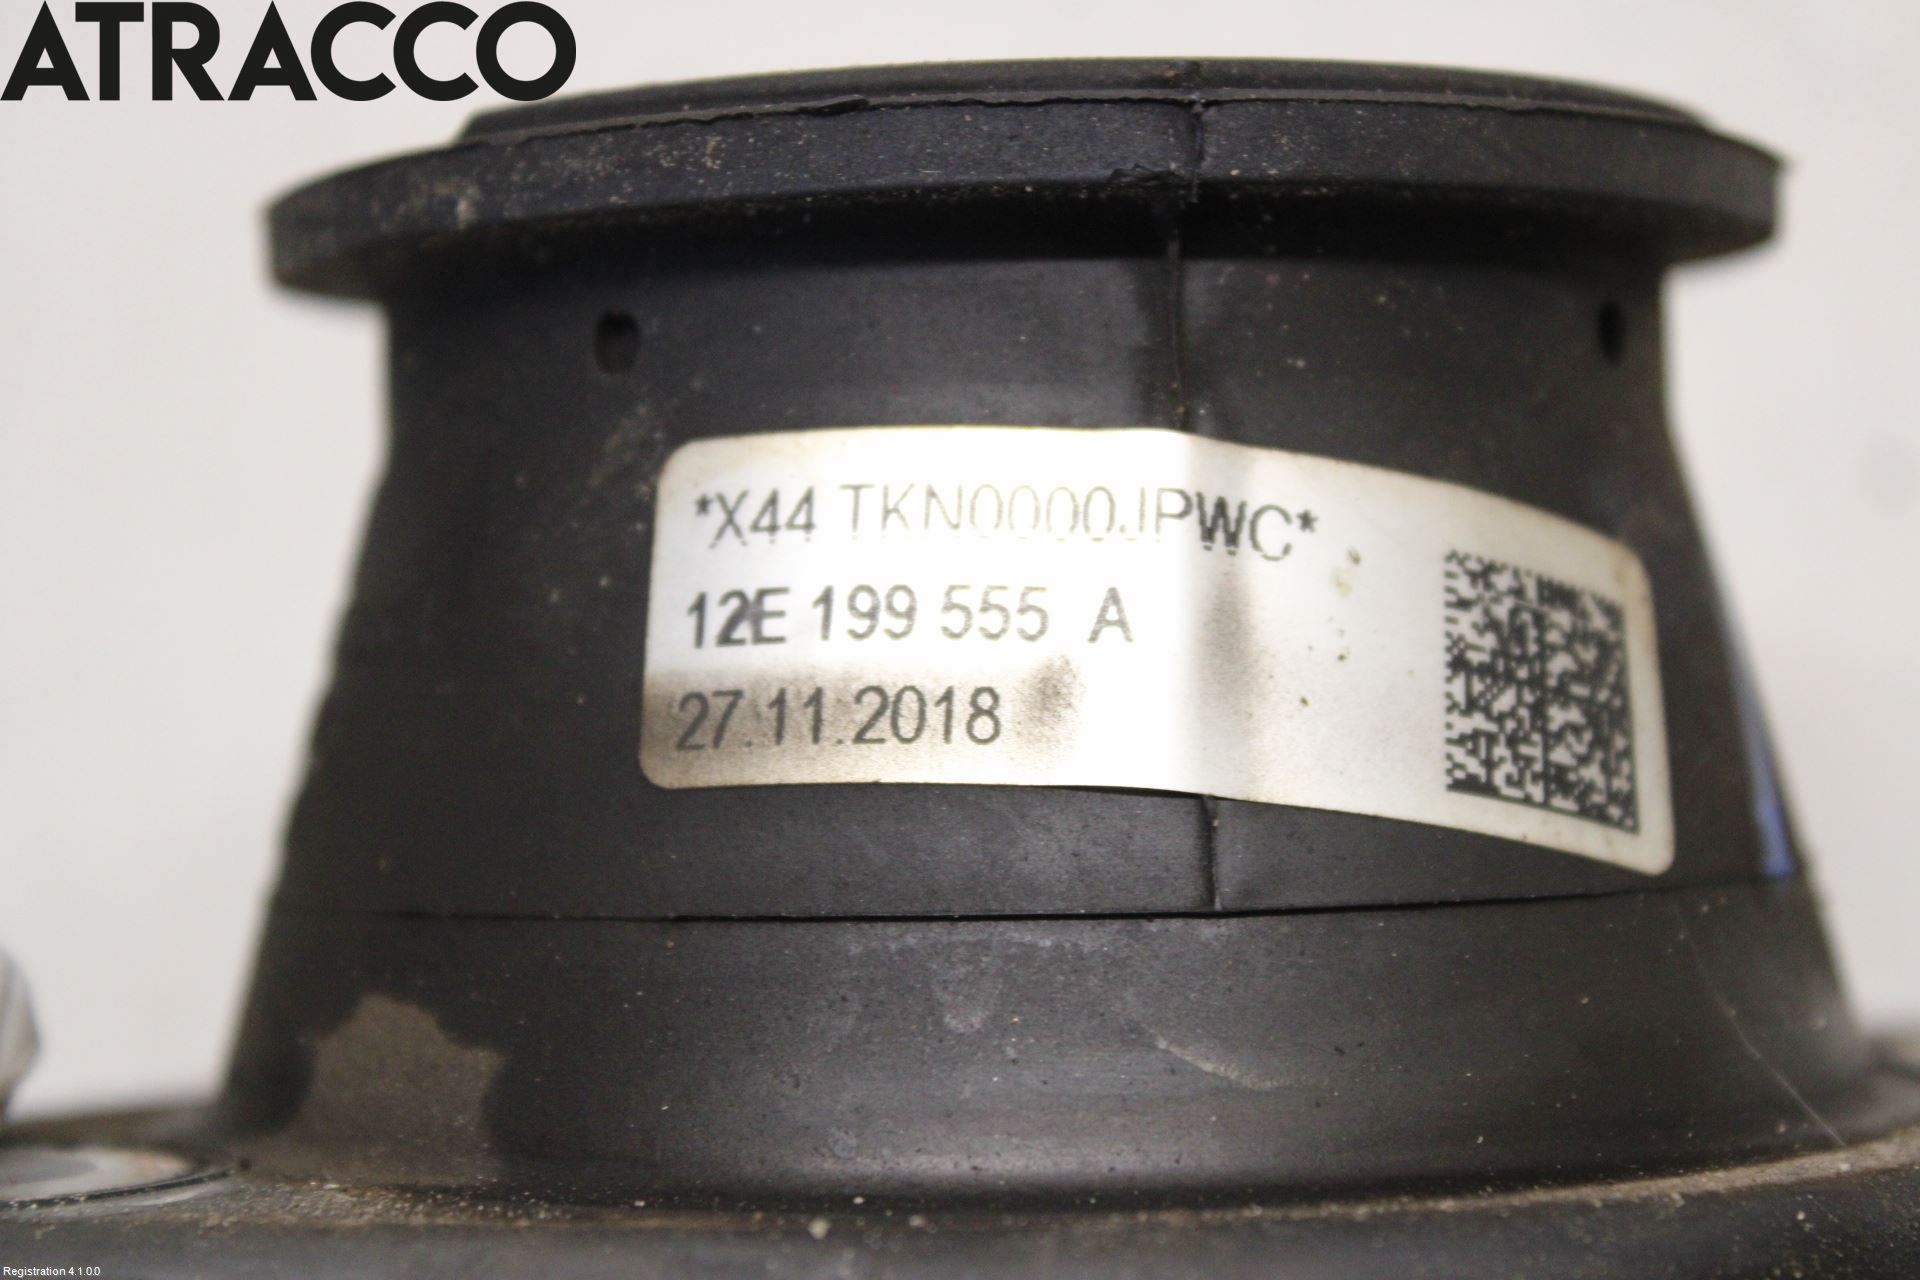 ATRACCO
*X44 TKN0000JPWC*
12E 199 555 A
27.11.2018
Registration 4.1.0.0